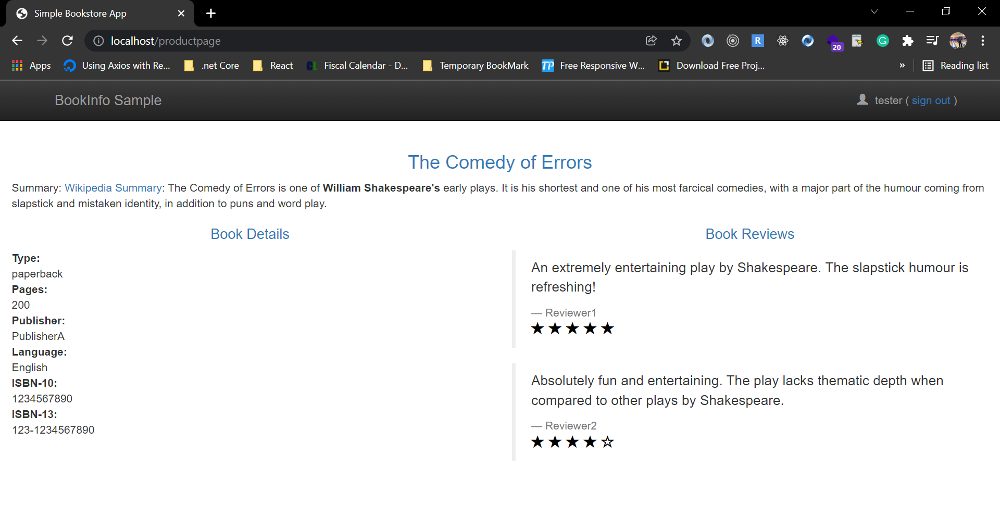 Simple Bookstore App
localhost/productpage
20
Apps
Using Axios with Re...
.net Core
React
Fiscal Calendar - D...
Temporary BookMark
Free Responsive W...
Download Free Proj...
»
Reading list
BookInfo Sample
tester ( sign out )
The Comedy of Errors
Summary: Wikipedia Summary: The Comedy of Errors is one of William Shakespeare's early plays. It is his shortest and one of his most farcical comedies, with a major part of the humour coming from
slapstick and mistaken identity, in addition to puns and word play.
Book Details
Type:
paperback
Pages:
200
Publisher:
PublisherA
Language:
English
ISBN-10:
1234567890
ISBN-13:
123-1234567890
Book Reviews
An extremely entertaining play by Shakespeare. The slapstick humour is
refreshing!
— Reviewer1
★★★★★
Absolutely fun and entertaining. The play lacks thematic depth when
compared to other plays by Shakespeare.
— Reviewer2
★★★★☆